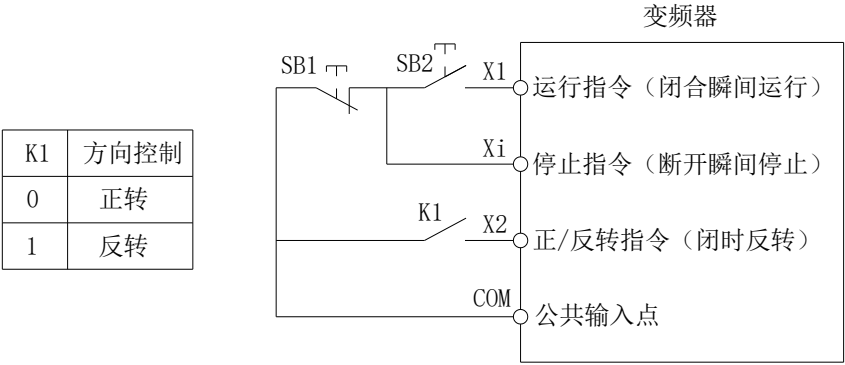 变频器
SB1
SB2
X1
运行指令（闭合瞬间运行）
Xi
停止指令（断开瞬间停止）
K1
X2
正/反转指令（闭时反转）
COM
公共输入点
K1 方向控制
0 正转
1 反转